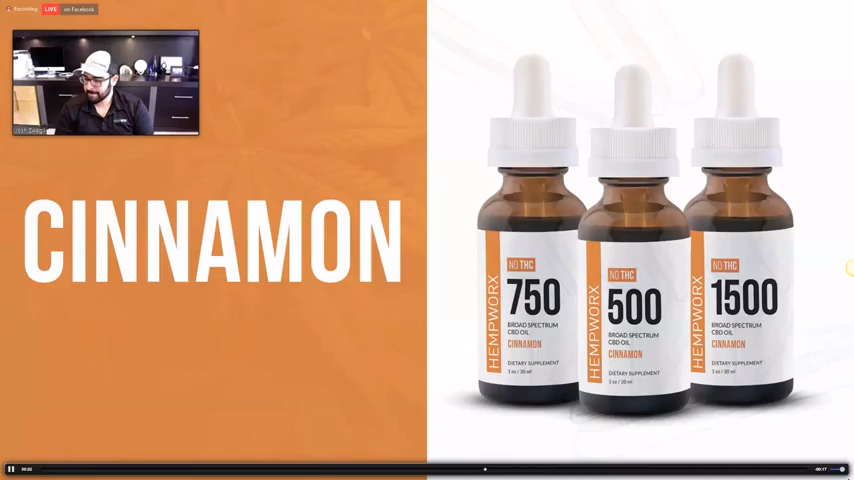 Recording
LIVE on Facebook
CINNAMON
HEMPWORX
NO THC
750
BROAD SPECTRUM
CBD OIL
CINNAMON
DIETARY SUPPLEMENT
1 oz / 30 ml
HEMPWORX
NO THC
500
BROAD SPECTRUM
CBD OIL
CINNAMON
DIETARY SUPPLEMENT
1 oz / 30 ml
HEMPWORX
NO THC
1500
BROAD SPECTRUM
CBD OIL
CINNAMON
DIETARY SUPPLEMENT
1 oz / 30 ml
-00:17